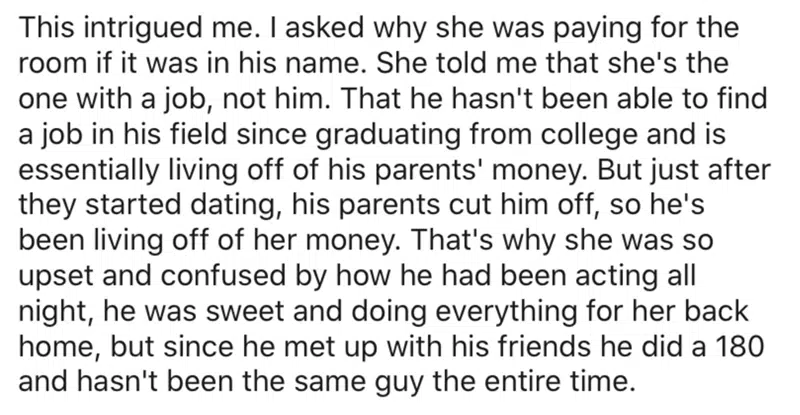 This intrigued me. I asked why she was paying for the
room if it was in his name. She told me that she's the
one with a job, not him. That he hasn't been able to find
a job in his field since graduating from college and is
essentially living off of his parents' money. But just after
they started dating, his parents cut him off, so he's
been living off of her money. That's why she was so
upset and confused by how he had been acting all
night, he was sweet and doing everything for her back
home, but since he met up with his friends he did a 180
and hasn't been the same guy the entire time.